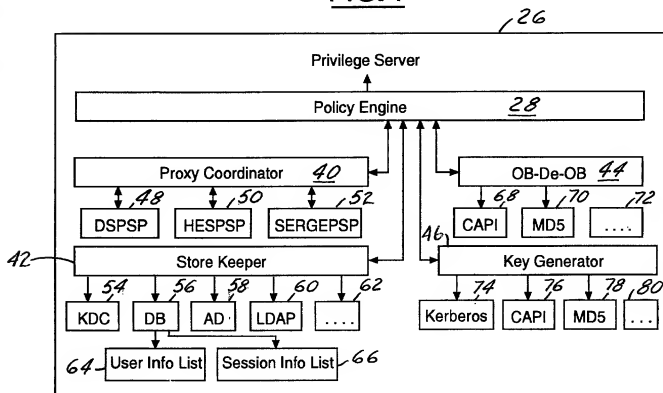 26
Privilege Server
Policy Engine 28
Proxy Coordinator 40
OB-De-OB 44
48 50 52
68 70 72
DSPSP HESPSP SERGEPSP
CAPI MD5 ....
42 Store Keeper
46 Key Generator
54 56 58 60 62
74 76 78 80
KDC DB AD LDAP ....
Kerberos CAPI MD5 ...
64 User Info List
Session Info List 66